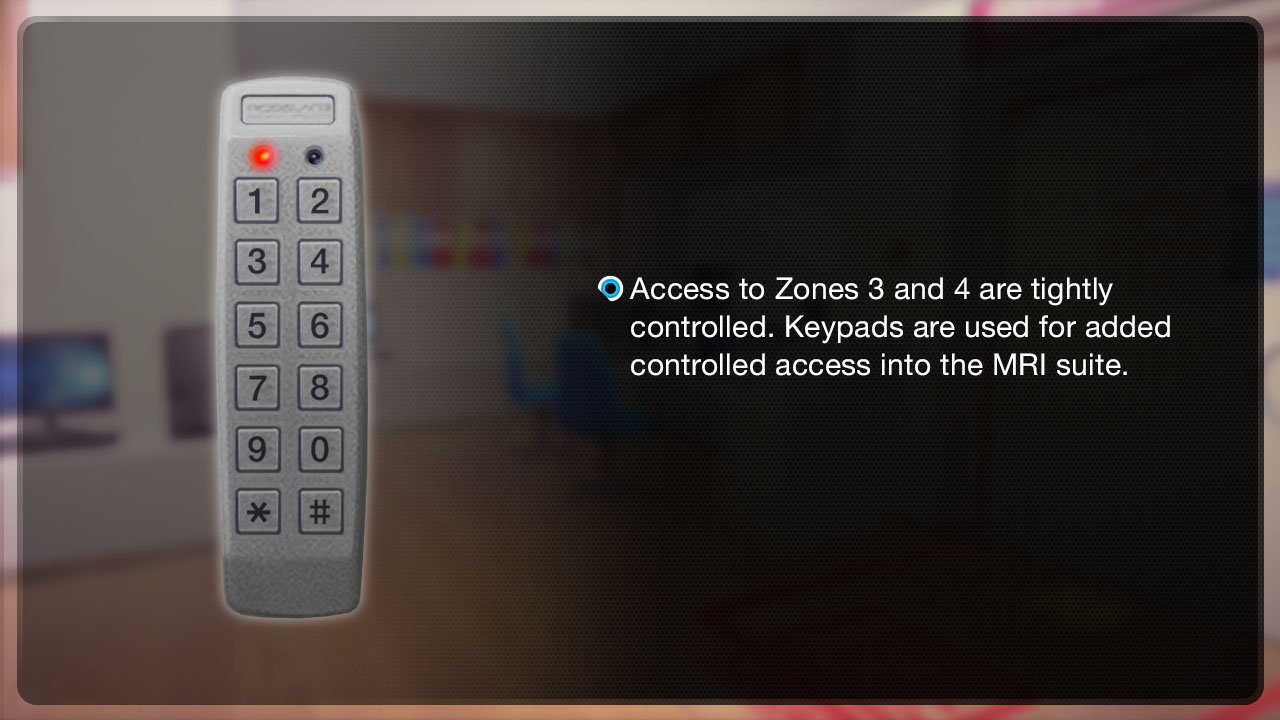 1 2
3 4
5 6
7 8
9 0
* #
Access to Zones 3 and 4 are tightly
controlled. Keypads are used for added
controlled access into the MRI suite.